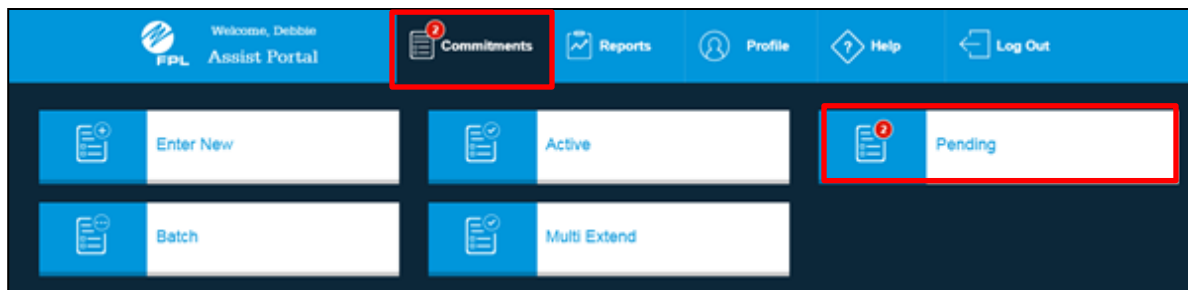 Welcome, Debbie
FPL Assist Portal
2
Commitments
Reports
Profile
? Help
Log Out
Enter New
Active
2
Pending
Batch
Multi Extend